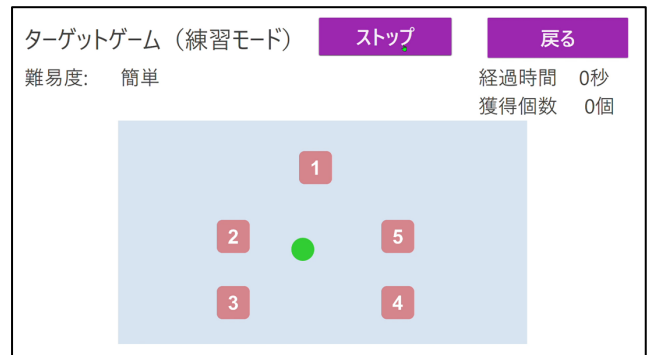 ターゲットゲーム（練習モード） ストップ 戻る
難易度: 簡単 経過時間 0秒
獲得個数 0個
1
2 5
3 4